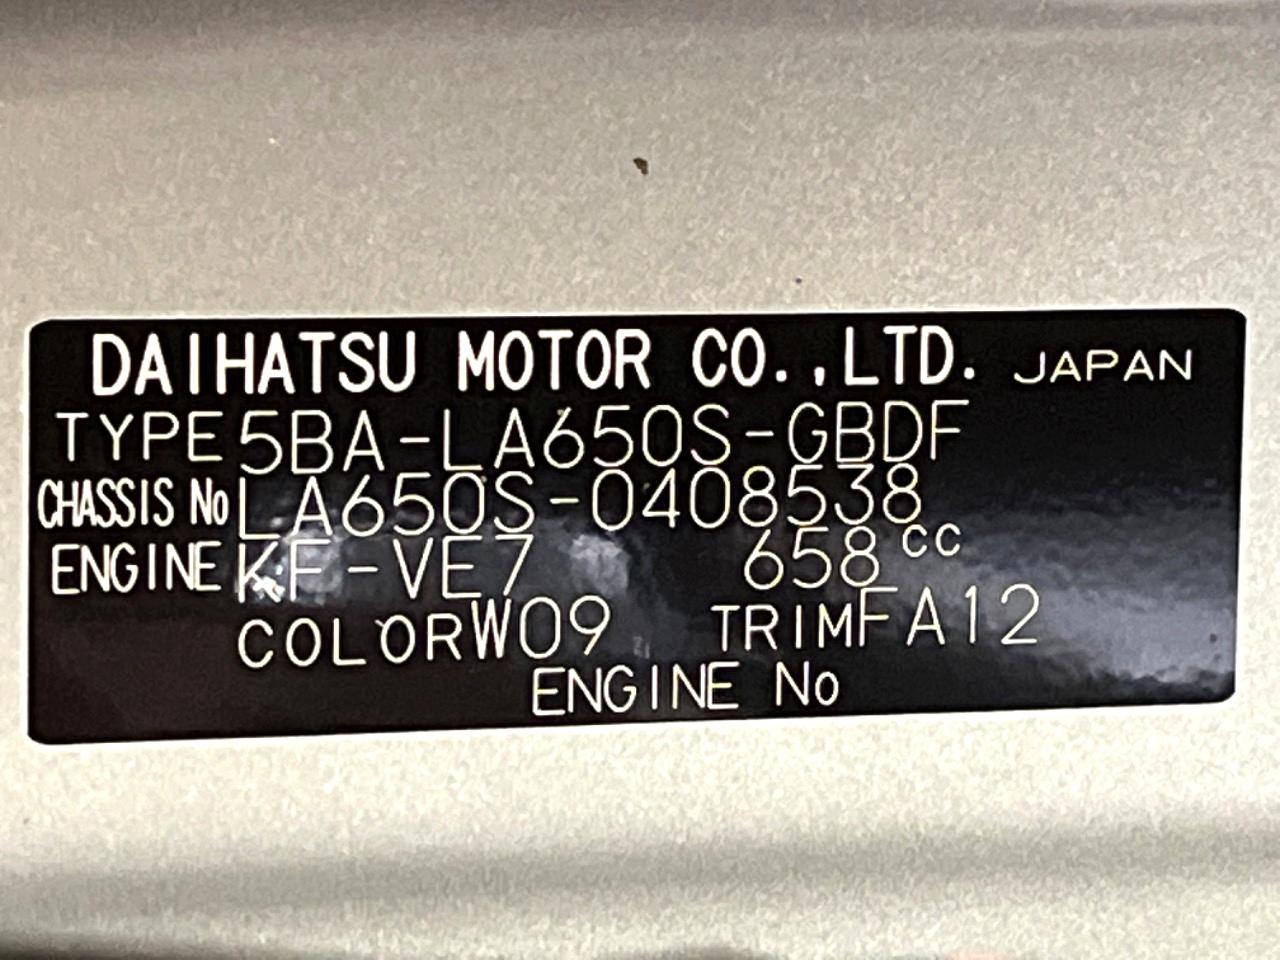 DAIHATSU MOTOR CO.,LTD. JAPAN
TYPE 5BA-LA650S-GBDF
CHASSIS No LA650S-0408538
ENGINE KF-VE7 658cc
COLOR W09 TRIM FA12
ENGINE No